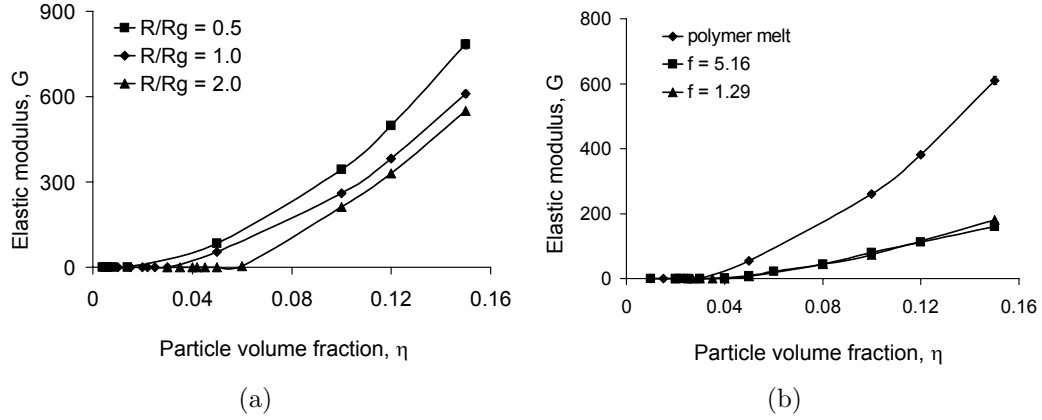 900
600
300
0
0
0.04
0.08
0.12
0.16
Elastic modulus, G
Particle volume fraction, η
R/Rg = 0.5
R/Rg = 1.0
R/Rg = 2.0
(a)
800
600
400
200
0
0
0.04
0.08
0.12
0.16
Elastic modulus, G
Particle volume fraction, η
polymer melt
f = 5.16
f = 1.29
(b)